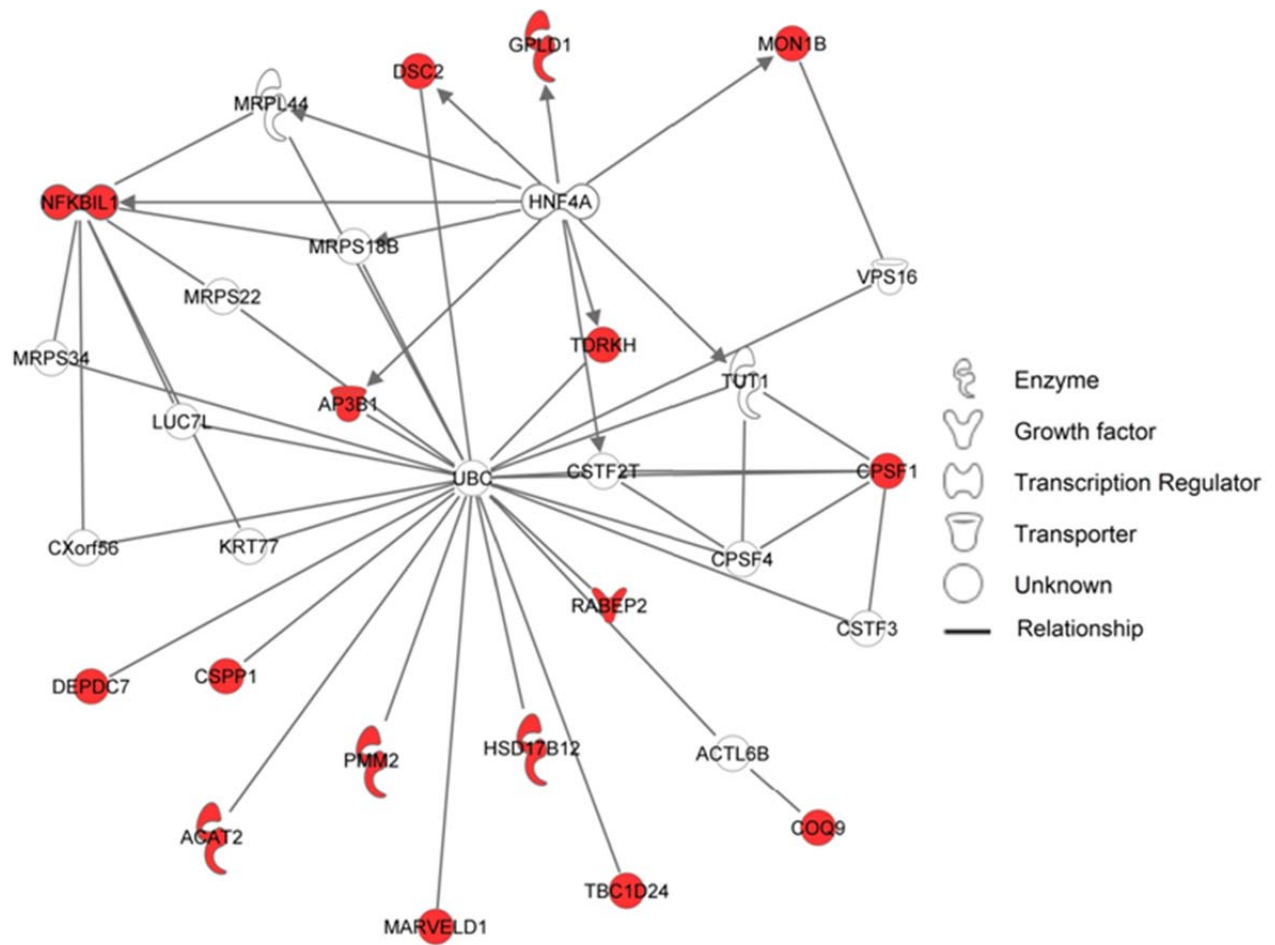 GPLD1
MON1B
DSC2
MRPL44
NFKBIL1
HNF4A
MRPS18B
VPS16
MRPS22
TDRKH
MRPS34
TUT1
Enzyme
AP3B1
LUC7L
Growth factor
UBC
CSTF2T
CPSF1
Transcription Regulator
Transporter
CXorf56
KRT77
CPSF4
Unknown
RABEP2
CSTF3
Relationship
DEPDC7
CSPP1
PMM2
HSD17B12
ACTL6B
ACAT2
COQ9
TBC1D24
MARVELD1